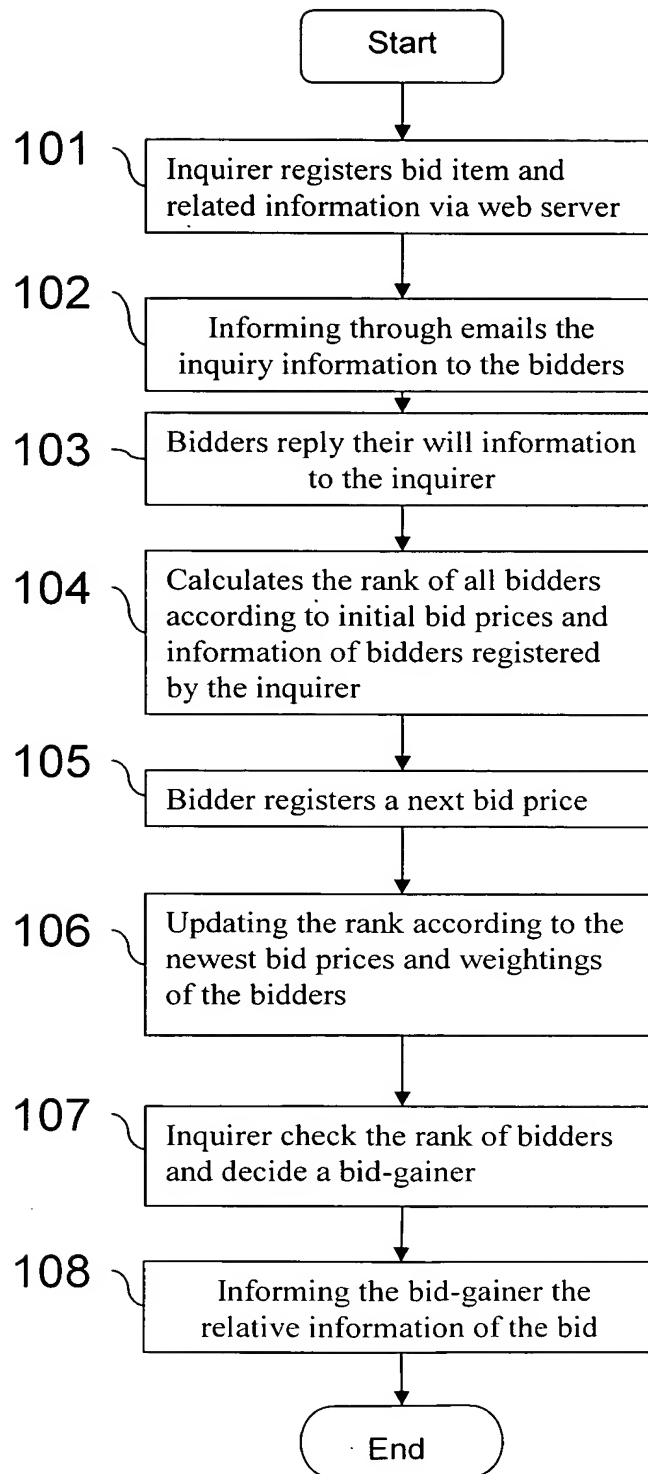 Start
101
Inquirer registers bid item and
related information via web server
102
Informing through emails the
inquiry information to the bidders
103
Bidders reply their will information
to the inquirer
104
Calculates the rank of all bidders
according to initial bid prices and
information of bidders registered
by the inquirer
105
Bidder registers a next bid price
106
Updating the rank according to the
newest bid prices and weightings
of the bidders
107
Inquirer check the rank of bidders
and decide a bid-gainer
108
Informing the bid-gainer the
relative information of the bid
End